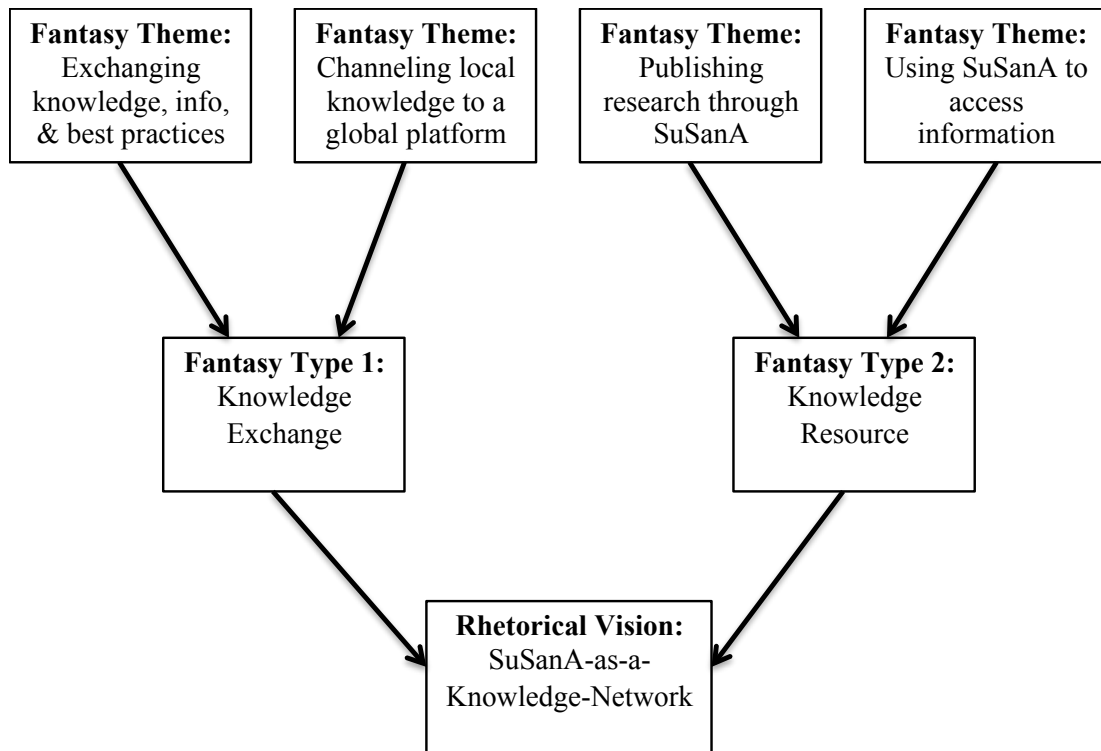 Fantasy Theme:
Exchanging
knowledge, info,
& best practices
Fantasy Theme:
Channeling local
knowledge to a
global platform
Fantasy Theme:
Publishing
research through
SuSanA
Fantasy Theme:
Using SuSanA to
access
information
Fantasy Type 1:
Knowledge
Exchange
Fantasy Type 2:
Knowledge
Resource
Rhetorical Vision:
SuSanA-as-a-
Knowledge-Network